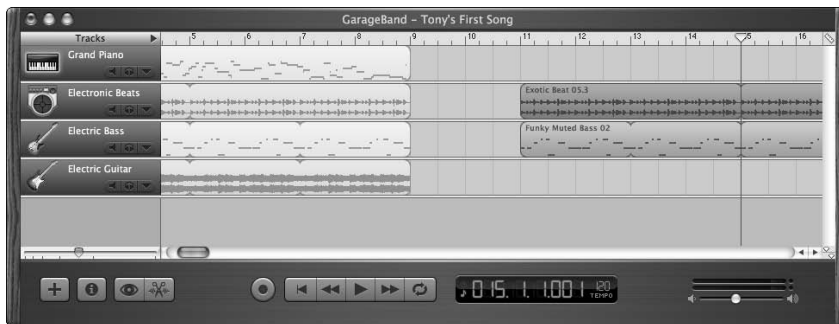 GarageBand – Tony's First Song
Tracks
5 6 7 8 9 10 11 12 13 14 15 16
Grand Piano
Electronic Beats
Exotic Beat 05.3
Electric Bass
Funky Muted Bass 02
Electric Guitar
015. 1. 1.001 120
TEMPO